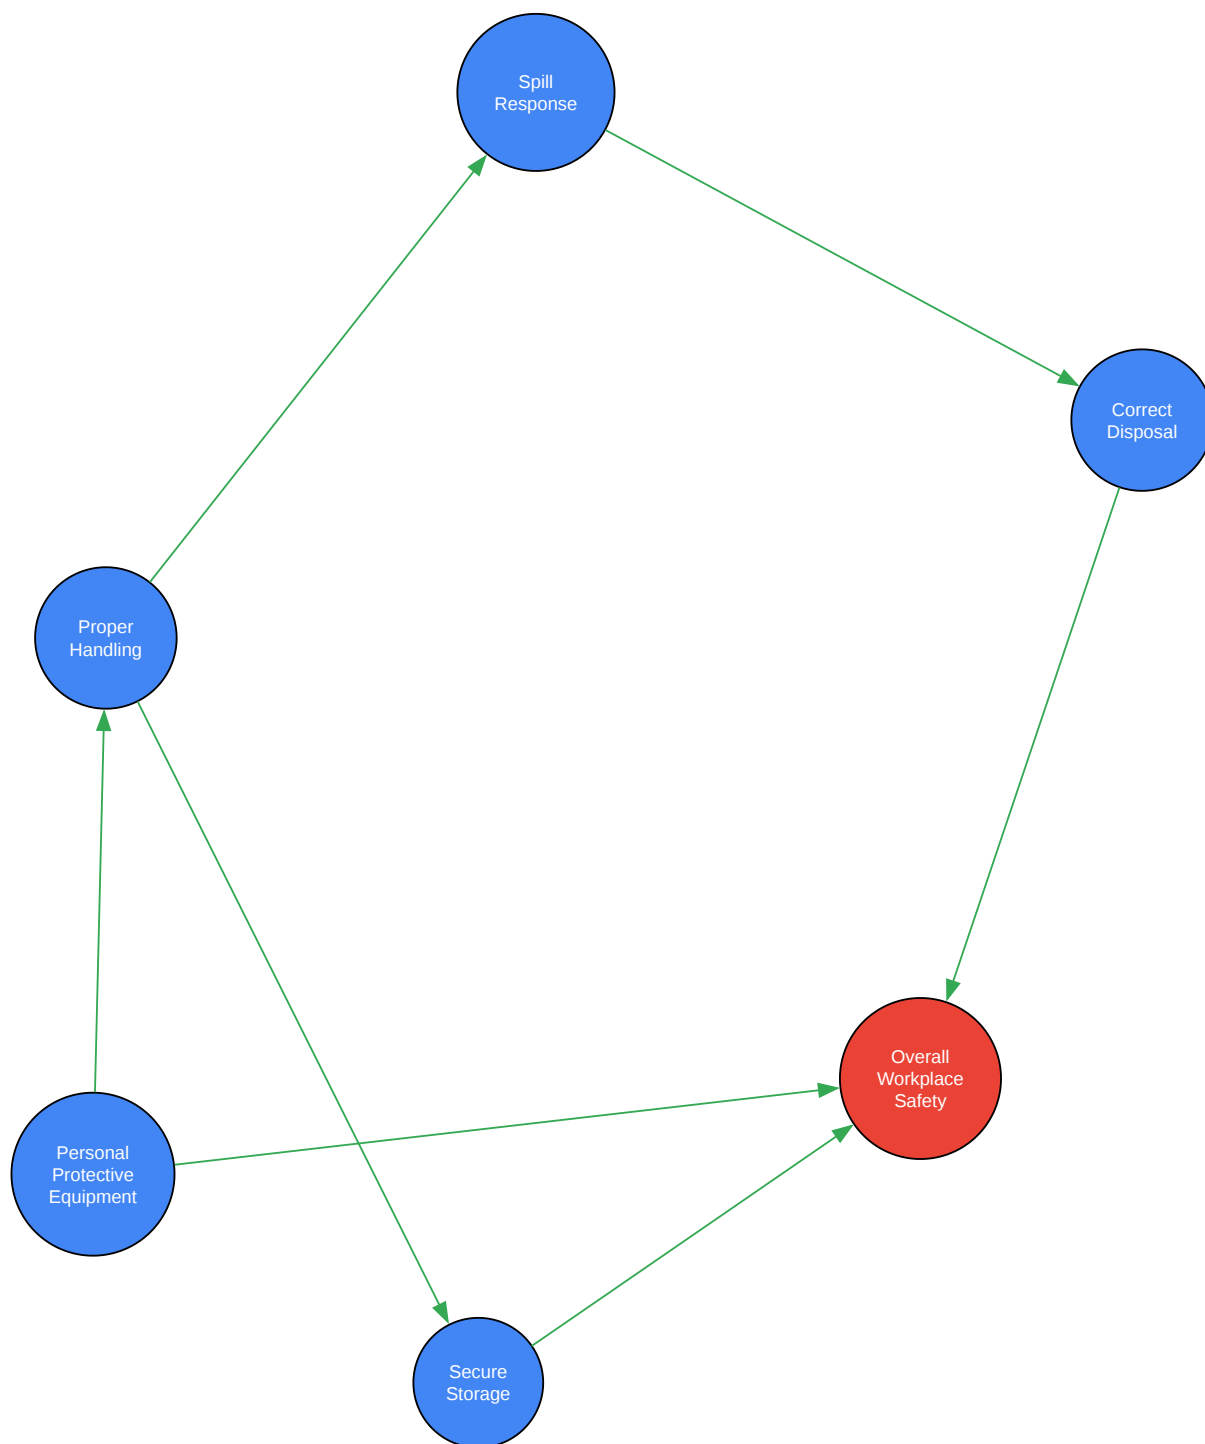 Spill
Response
Correct
Disposal
Proper
Handling
Overall
Workplace
Safety
Personal
Protective
Equipment
Secure
Storage